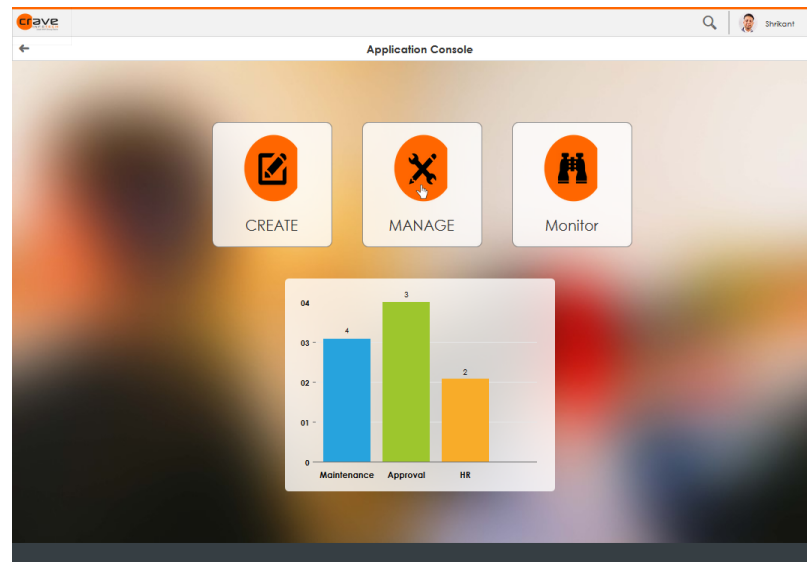 crave
Shrikant
Application Console
CREATE
MANAGE
Monitor
04
3
4
03
2
02
01
0
Maintenance Approval HR